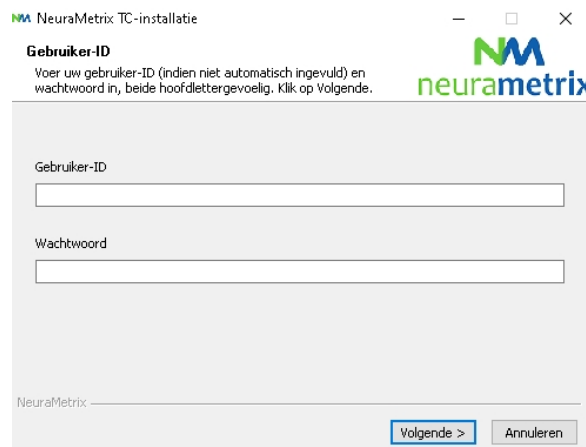 NM NeuraMetrix TC-installatie
Gebruiker-ID
Voer uw gebruiker-ID (indien niet automatisch ingevuld) en
wachtwoord in, beide hoofdlettergevoelig. Klik op Volgende.
NM
neurametrix
Gebruiker-ID
Wachtwoord
NeuraMetrix
Volgende >
Annuleren